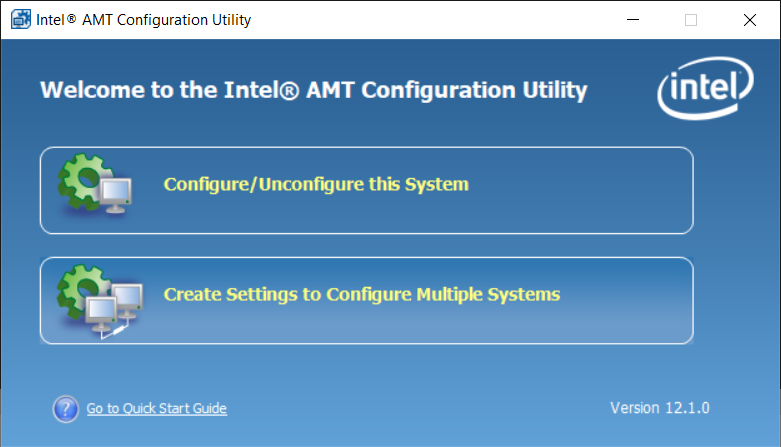 Intel® AMT Configuration Utility
Welcome to the Intel® AMT Configuration Utility
intel
Configure/Unconfigure this System
Create Settings to Configure Multiple Systems
? Go to Quick Start Guide
Version 12.1.0